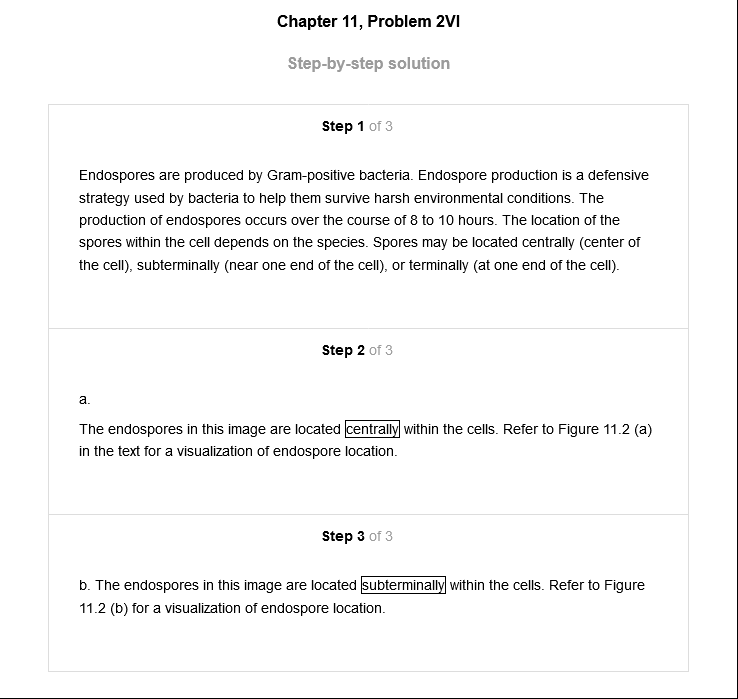 Chapter 11, Problem 2VI
Step-by-step solution
Step 1 of 3
Endospores are produced by Gram-positive bacteria. Endospore production is a defensive
strategy used by bacteria to help them survive harsh environmental conditions. The
production of endospores occurs over the course of 8 to 10 hours. The location of the
spores within the cell depends on the species. Spores may be located centrally (center of
the cell), subterminally (near one end of the cell), or terminally (at one end of the cell).
Step 2 of 3
a.
The endospores in this image are located centrally within the cells. Refer to Figure 11.2 (a)
in the text for a visualization of endospore location.
Step 3 of 3
b. The endospores in this image are located subterminally within the cells. Refer to Figure
11.2 (b) for a visualization of endospore location.